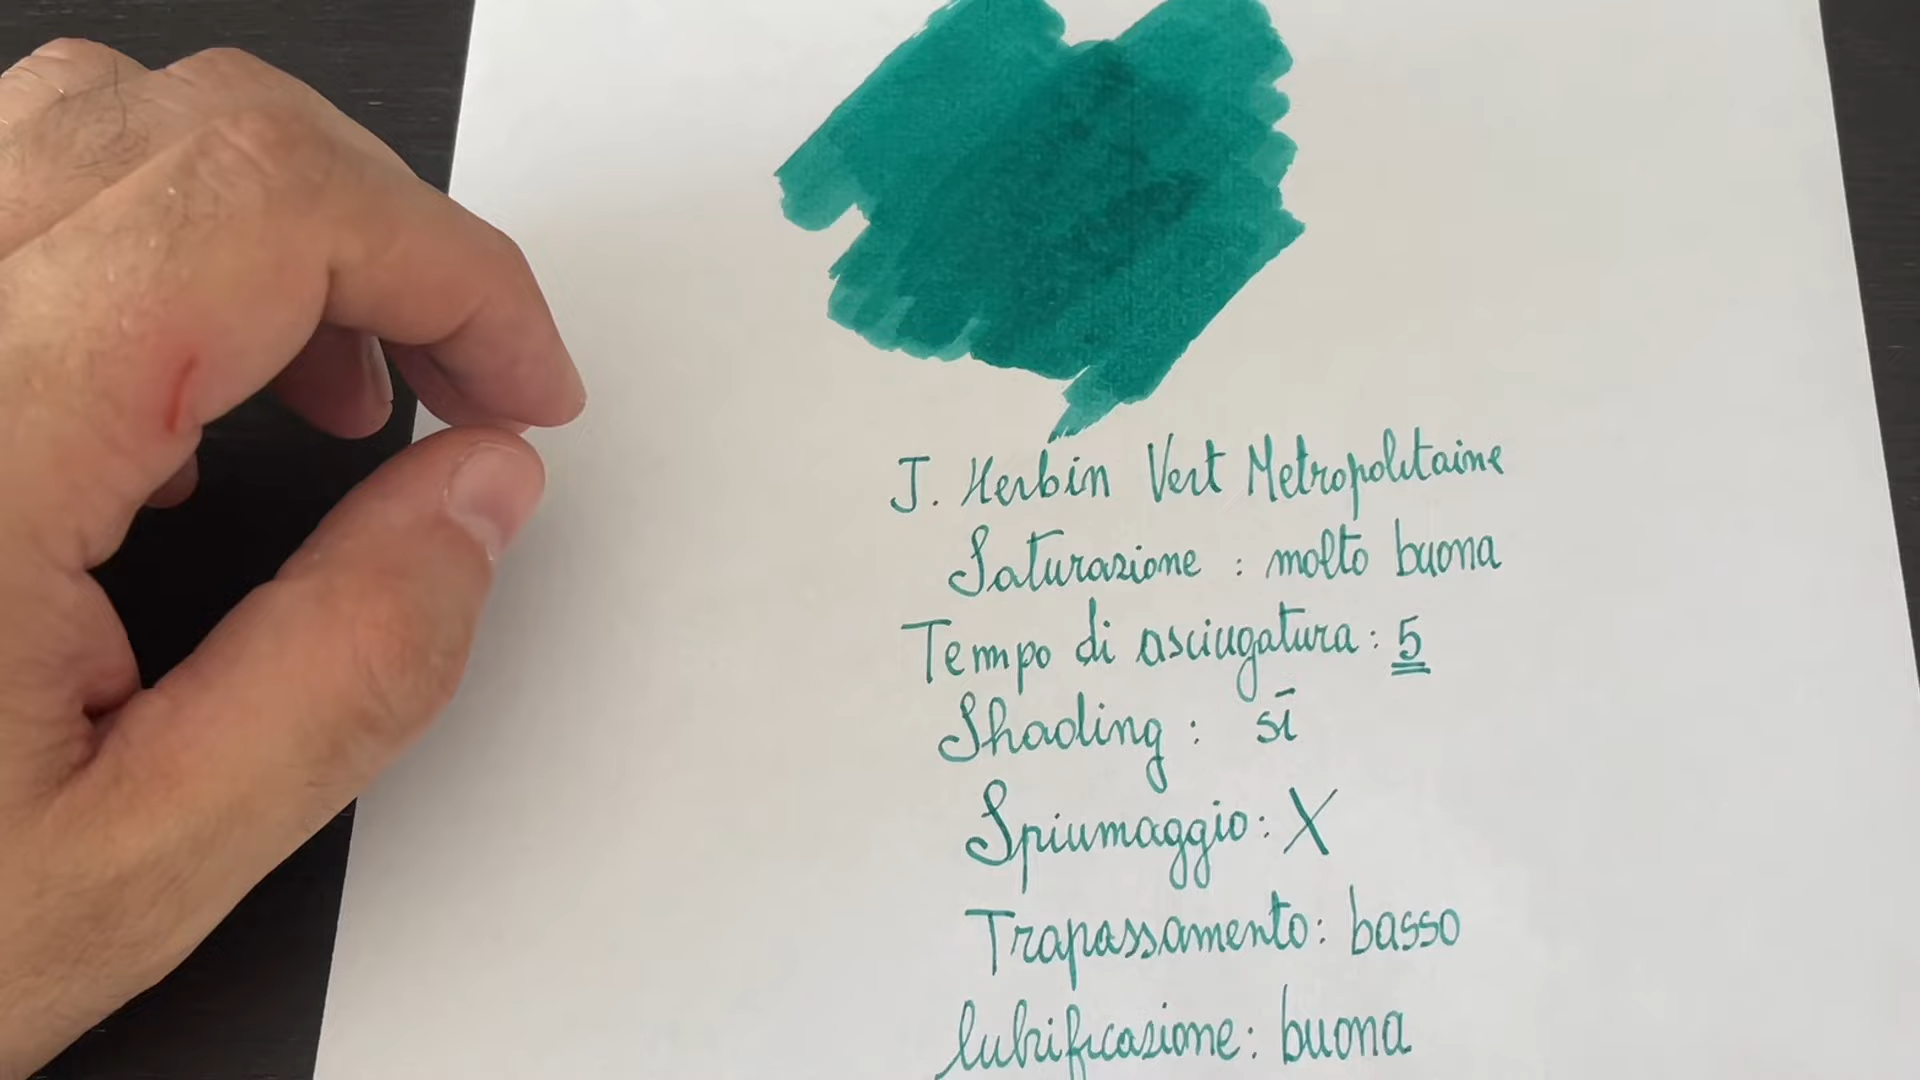 J. Herbin Vert Metropolitaine
Saturazione : molto buona
Tempo di asciugatura : 5
Shading : sì
Spiumaggio : X
Trapassamento : basso
lubrificazione : buona